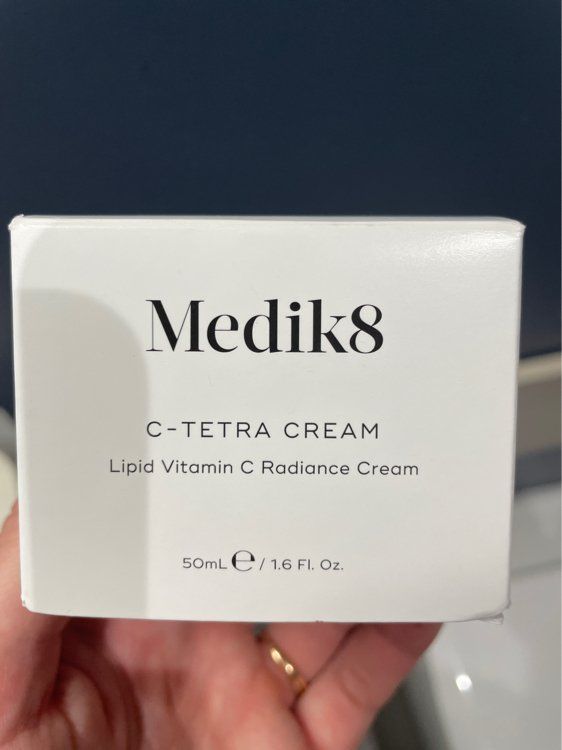 Medik8
C-TETRA CREAM
Lipid Vitamin C Radiance Cream
50mL ℮ / 1.6 Fl. Oz.